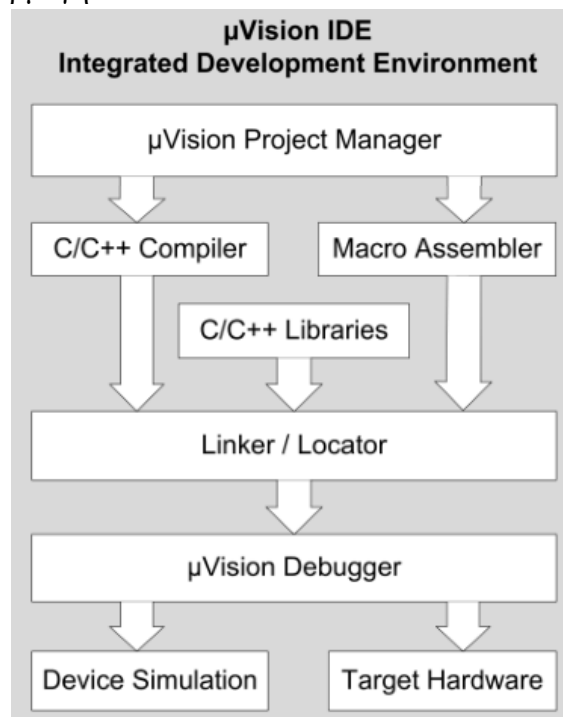 µVision IDE
Integrated Development Environment
µVision Project Manager
C/C++ Compiler
Macro Assembler
C/C++ Libraries
Linker / Locator
µVision Debugger
Device Simulation
Target Hardware